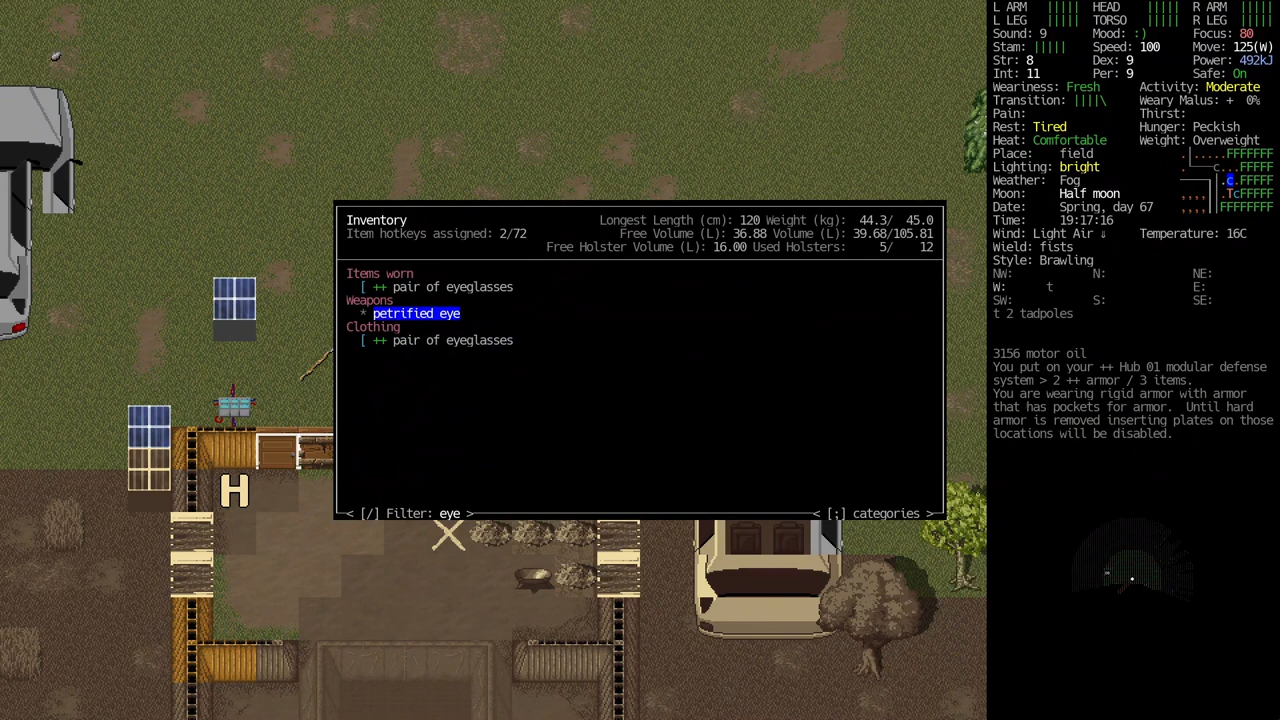 Inventory
Longest Length (cm): 120 Weight (kg): 44.3/ 45.0
Item hotkeys assigned: 2/72
Free Volume (L): 36.88 Volume (L): 39.68/105.81
Free Holster Volume (L): 16.00 Used Holsters: 5/ 12
Items worn
[ ++ pair of eyeglasses
Weapons
* petrified eye
Clothing
[ ++ pair of eyeglasses
< [/] Filter: eye >
< [;] categories >
H
L ARM ||||| HEAD ||||| R ARM |||||
L LEG ||||| TORSO ||||| R LEG |||||
Sound: 9 Mood: :) Focus: 80
Stam: ||||| Speed: 100 Move: 125(W)
Str: 8 Dex: 9 Power: 492kJ
Int: 11 Per: 9 Safe: On
Weariness: Fresh Activity: Moderate
Transition: ||||\ Weary Malus: + 0%
Pain: Thirst:
Rest: Tired Hunger: Peckish
Heat: Comfortable Weight: Overweight
Place: field .|.....FFFFFFF
Lighting: bright
Weather: Fog
Moon: Half moon
Date: Spring, day 67
Time: 19:17:16
Wind: Light Air ↓ Temperature: 16C
Wield: fists
Style: Brawling
NW: N: NE:
W: t E:
SW: S: SE:
t 2 tadpoles
3156 motor oil
You put on your ++ Hub 01 modular defense
system > 2 ++ armor / 3 items.
You are wearing rigid armor with armor
that has pockets for armor. Until hard
armor is removed inserting plates on those
locations will be disabled.